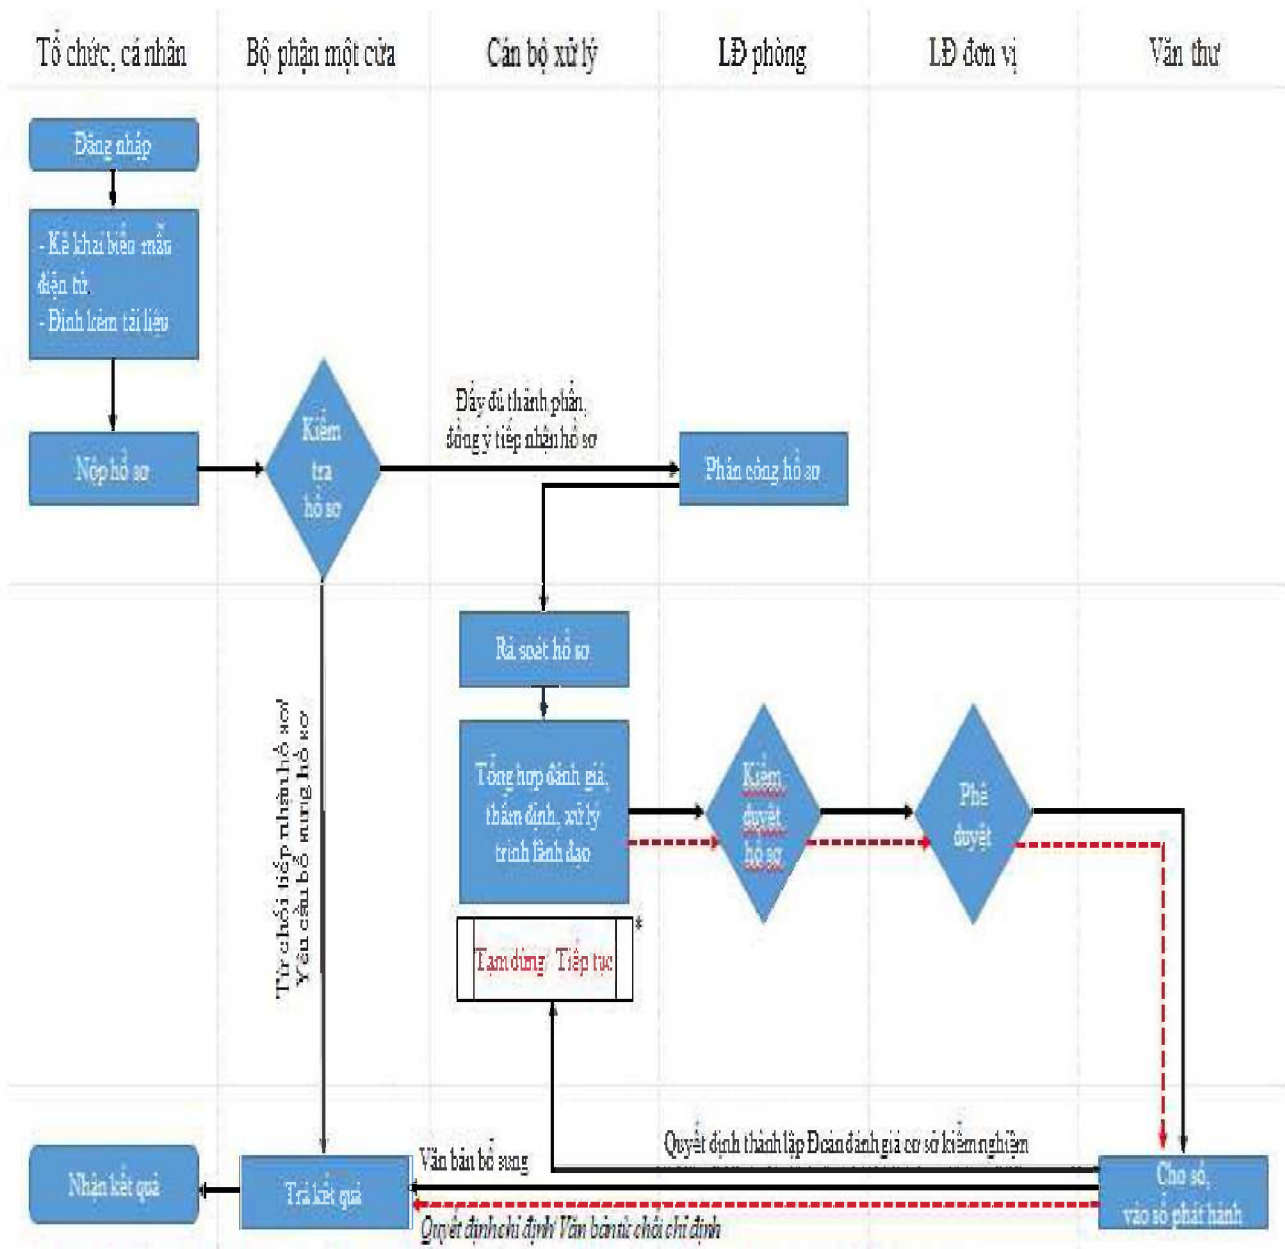 Tổ chức, cá nhân
Bộ phận một cửa
Cán bộ xử lý
LĐ phòng
LĐ đơn vị
Văn thư
Đăng nhập
- Kê khai biểu mẫu
điện tử.
- Đính kèm tài liệu
Nộp hồ sơ
Kiểm
tra
hồ sơ
Đầy đủ thành phần,
đồng ý tiếp nhận hồ sơ
Phân công hồ sơ
Rà soát hồ sơ
Từ chối tiếp nhận hồ sơ/
Yêu cầu bổ sung hồ sơ
Tổng hợp đánh giá,
thẩm định, xử lý
trình lãnh đạo
Kiểm
duyệt
hồ sơ
Phê
duyệt
*
Tạm dừng/ Tiếp tục
Quyết định thành lập Đoàn đánh giá cơ sở kiểm nghiệm
Văn bản bổ sung
Nhận kết quả
Trả kết quả
Cho số,
vào sổ phát hành
Quyết định chỉ định/ Văn bản từ chối chỉ định